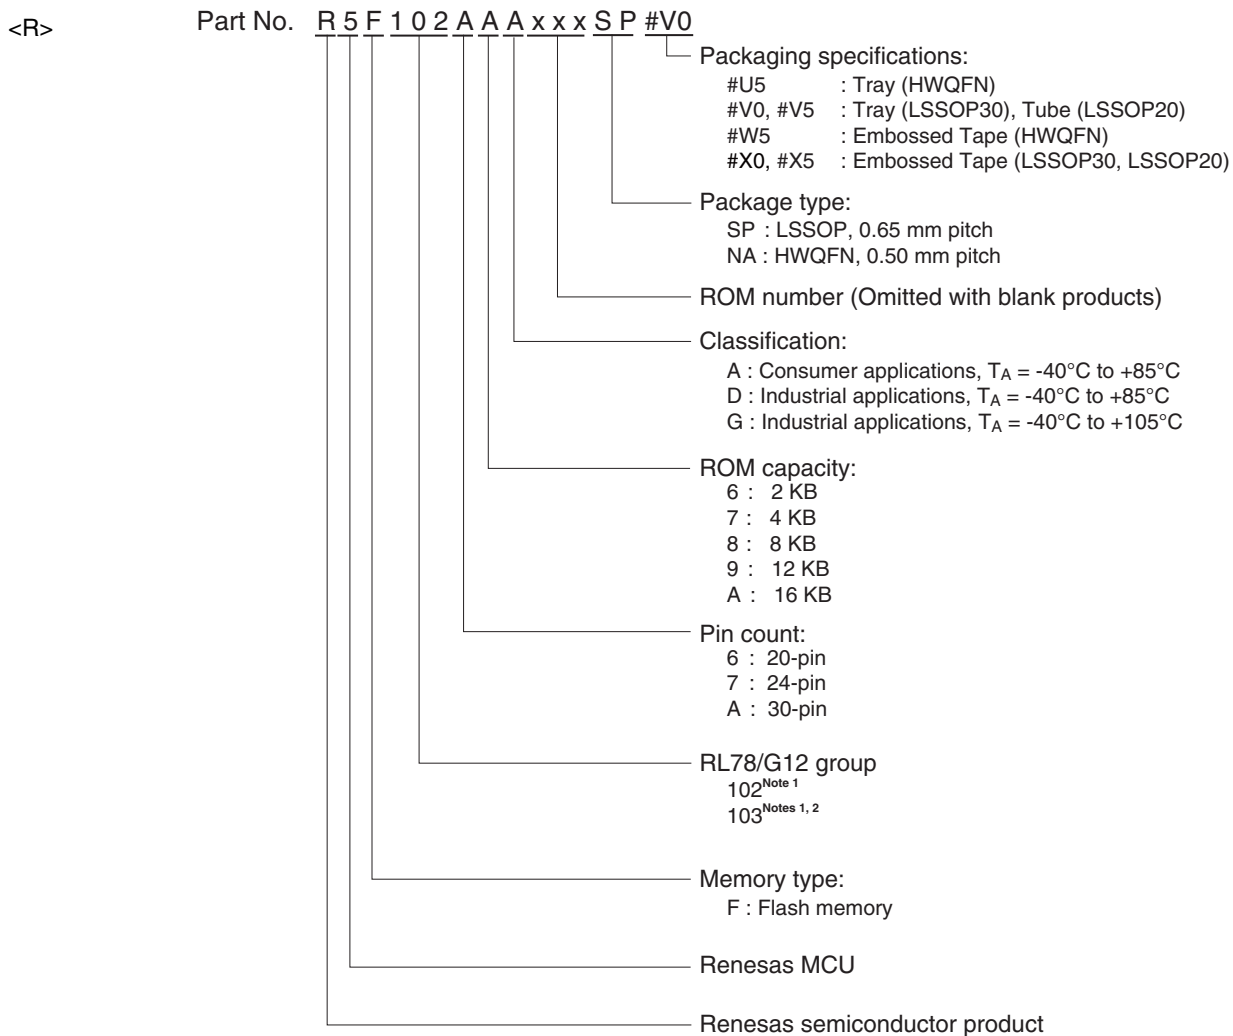 <R>
Part No. R 5 F 1 0 2 A A A x x x S P #V0
Packaging specifications:
#U5 : Tray (HWQFN)
#V0, #V5 : Tray (LSSOP30), Tube (LSSOP20)
#W5 : Embossed Tape (HWQFN)
#X0, #X5 : Embossed Tape (LSSOP30, LSSOP20)
Package type:
SP : LSSOP, 0.65 mm pitch
NA : HWQFN, 0.50 mm pitch
ROM number (Omitted with blank products)
Classification:
A : Consumer applications, TA = -40°C to +85°C
D : Industrial applications, TA = -40°C to +85°C
G : Industrial applications, TA = -40°C to +105°C
ROM capacity:
6 : 2 KB
7 : 4 KB
8 : 8 KB
9 : 12 KB
A : 16 KB
Pin count:
6 : 20-pin
7 : 24-pin
A : 30-pin
RL78/G12 group
102Note 1
103Notes 1, 2
Memory type:
F : Flash memory
Renesas MCU
Renesas semiconductor product